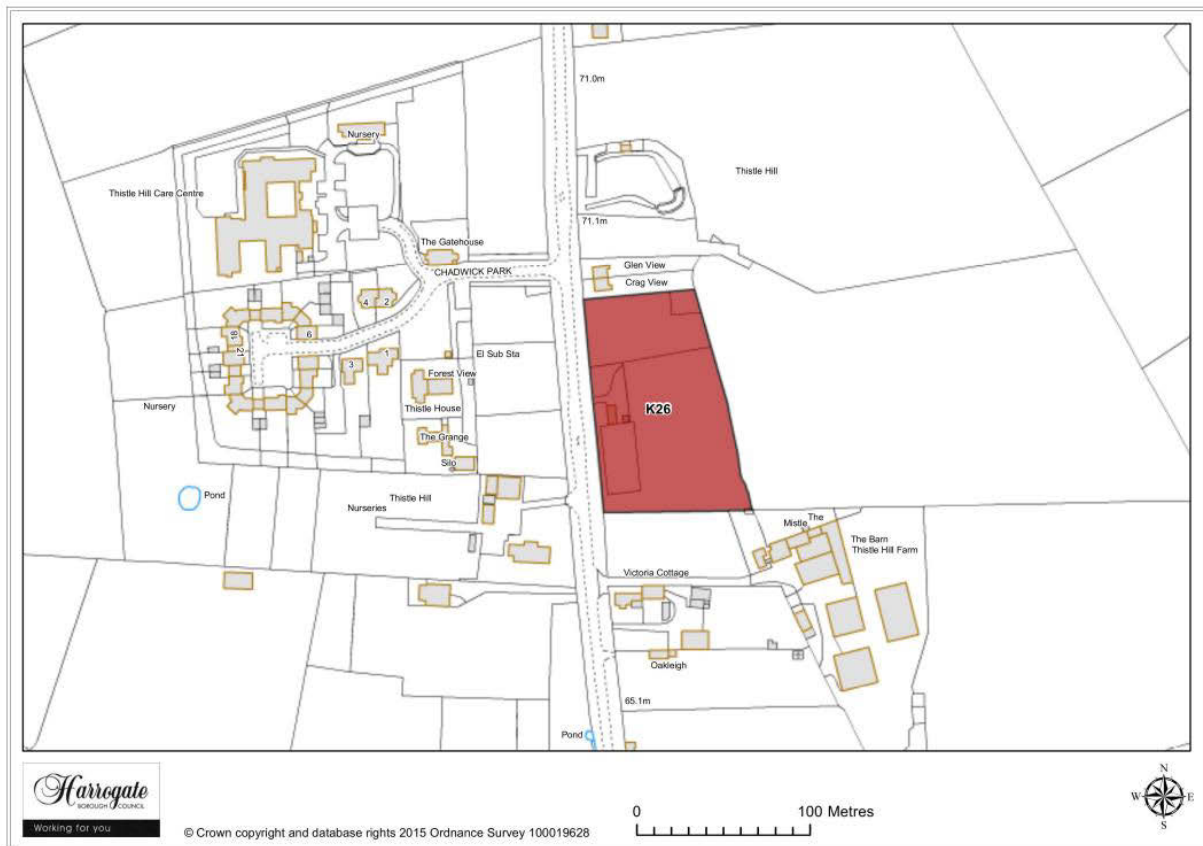 71.0m
Nursery
Thistle Hill
Thistle Hill Care Centre
71.1m
The Gatehouse
Glen View
CHADWICK PARK
Crag View
4
2
18
21
6
1
3
El Sub Sta
Forest View
Nursery
Thistle House
K26
The Grange
Silo
Pond
Thistle Hill
Nurseries
The
Mistle
The Barn
Thistle Hill Farm
Victoria Cottage
Oakleigh
65.1m
Pond
Harrogate
BOROUGH COUNCIL
Working for you
© Crown copyright and database rights 2015 Ordnance Survey 100019628
0 100 Metres
N
W E
S